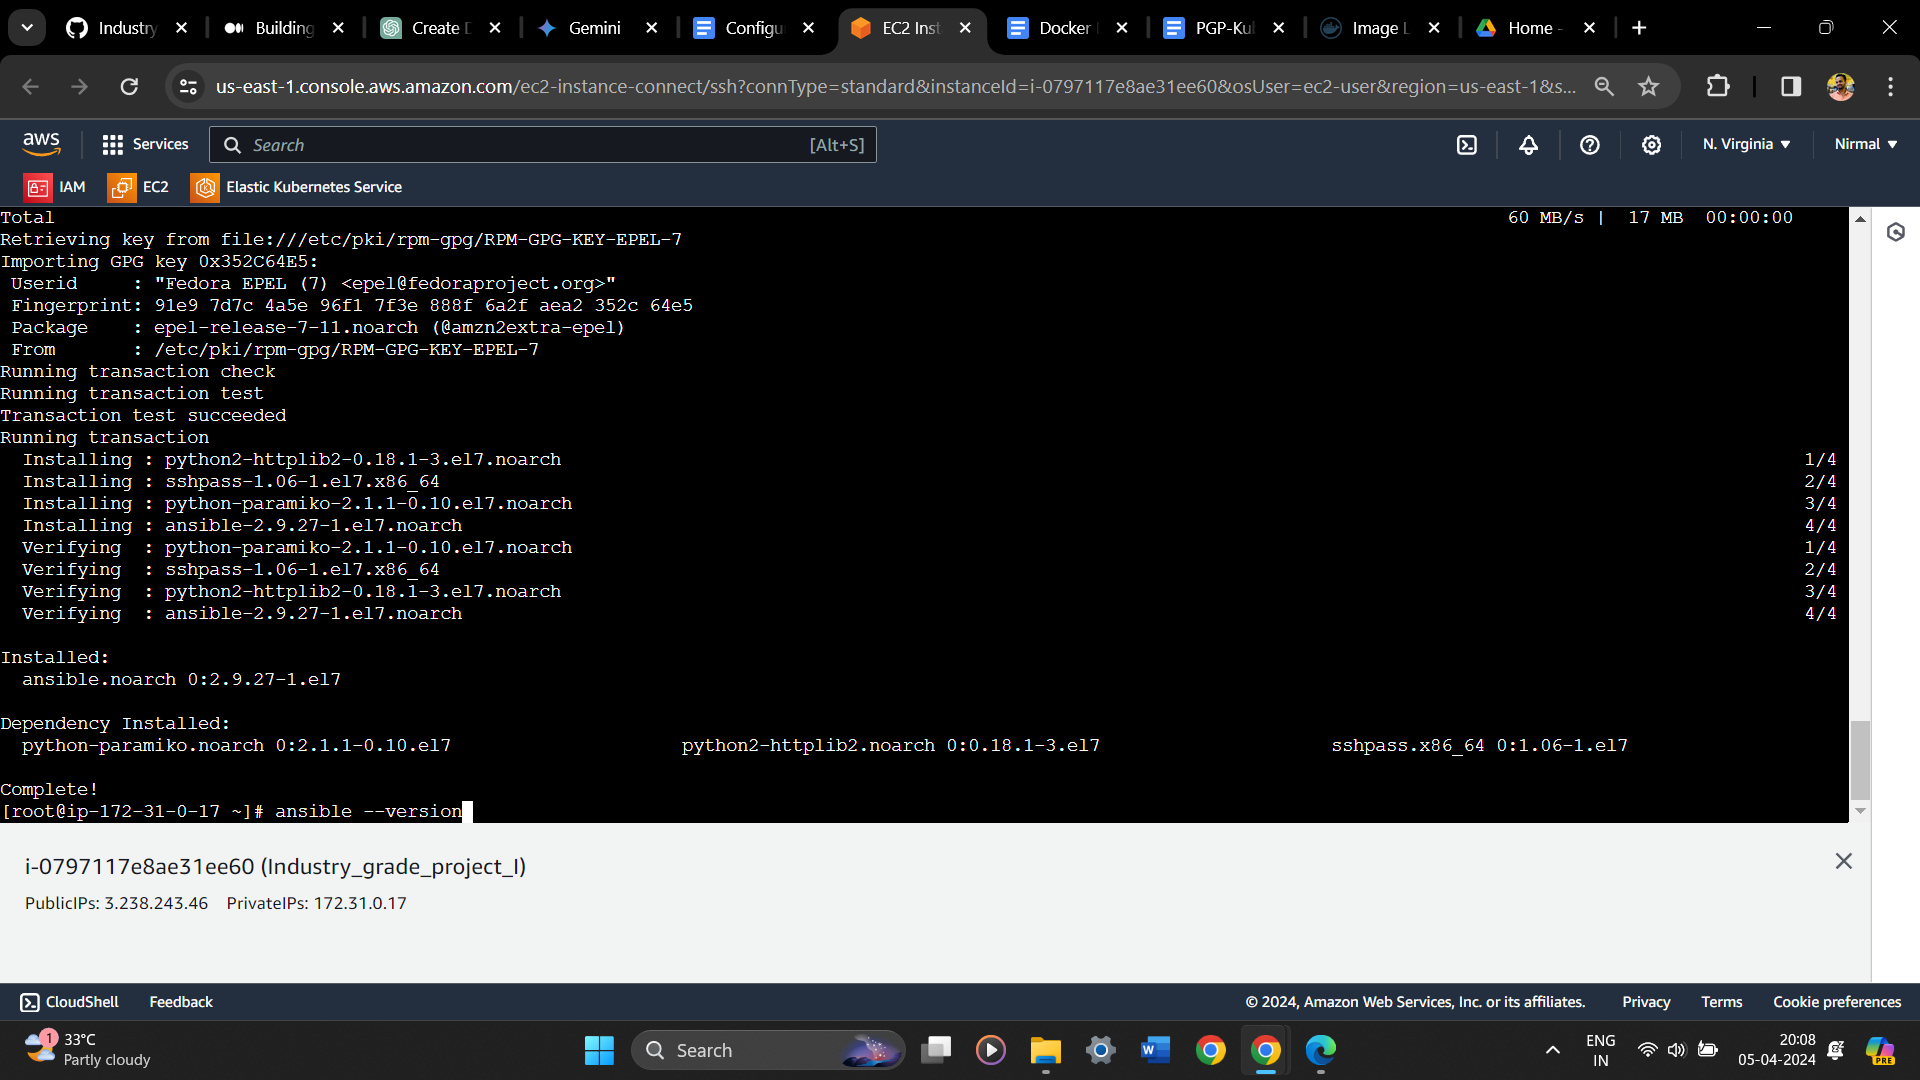 Industry
Building
Create D
Gemini
Configu
EC2 Inst
Docker
PGP-Kub
Image L
Home -
us-east-1.console.aws.amazon.com/ec2-instance-connect/ssh?connType=standard&instanceId=i-0797117e8ae31ee60&osUser=ec2-user&region=us-east-1&s...
aws
Services
Search
[Alt+S]
N. Virginia
Nirmal
IAM
EC2
Elastic Kubernetes Service
Total 60 MB/s | 17 MB 00:00:00
Retrieving key from file:///etc/pki/rpm-gpg/RPM-GPG-KEY-EPEL-7
Importing GPG key 0x352C64E5:
Userid : "Fedora EPEL (7) <epel@fedoraproject.org>"
Fingerprint: 91e9 7d7c 4a5e 96f1 7f3e 888f 6a2f aea2 352c 64e5
Package : epel-release-7-11.noarch (@amzn2extra-epel)
From : /etc/pki/rpm-gpg/RPM-GPG-KEY-EPEL-7
Running transaction check
Running transaction test
Transaction test succeeded
Running transaction
Installing : python2-httplib2-0.18.1-3.el7.noarch 1/4
Installing : sshpass-1.06-1.el7.x86_64 2/4
Installing : python-paramiko-2.1.1-0.10.el7.noarch 3/4
Installing : ansible-2.9.27-1.el7.noarch 4/4
Verifying : python-paramiko-2.1.1-0.10.el7.noarch 1/4
Verifying : sshpass-1.06-1.el7.x86_64 2/4
Verifying : python2-httplib2-0.18.1-3.el7.noarch 3/4
Verifying : ansible-2.9.27-1.el7.noarch 4/4
Installed:
ansible.noarch 0:2.9.27-1.el7
Dependency Installed:
python-paramiko.noarch 0:2.1.1-0.10.el7 python2-httplib2.noarch 0:0.18.1-3.el7 sshpass.x86_64 0:1.06-1.el7
Complete!
[root@ip-172-31-0-17 ~]# ansible --version
i-0797117e8ae31ee60 (Industry_grade_project_I)
PublicIPs: 3.238.243.46 PrivateIPs: 172.31.0.17
CloudShell
Feedback
© 2024, Amazon Web Services, Inc. or its affiliates.
Privacy
Terms
Cookie preferences
1
33°C
Partly cloudy
Search
ENG
IN
20:08
05-04-2024
PRE